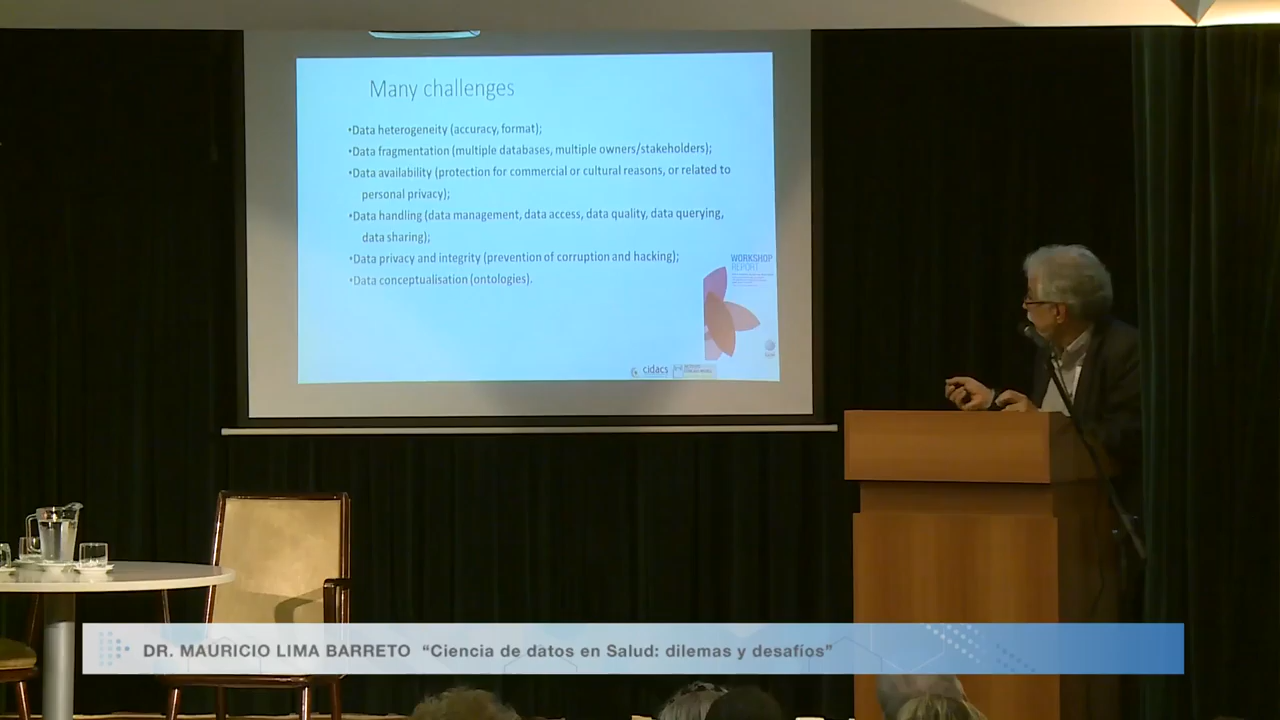 Many challenges
•Data heterogeneity (accuracy, format);
•Data fragmentation (multiple databases, multiple owners/stakeholders);
•Data availability (protection for commercial or cultural reasons, or related to
personal privacy);
•Data handling (data management, data access, data quality, data querying,
data sharing);
•Data privacy and integrity (prevention of corruption and hacking);
•Data conceptualisation (ontologies).
WORKSHOP
REPORT
cidacs
DR. MAURICIO LIMA BARRETO “Ciencia de datos en Salud: dilemas y desafíos”